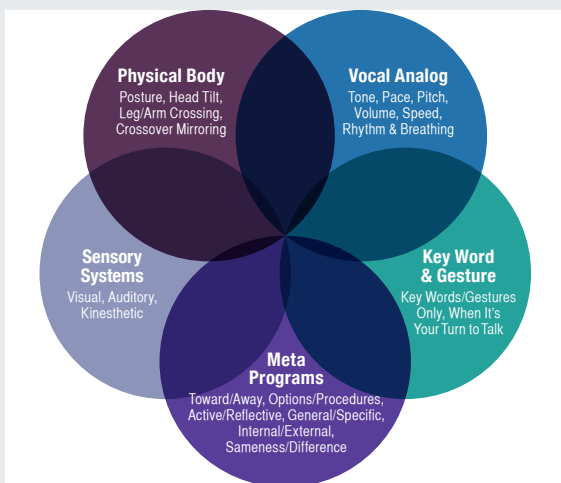 Physical Body
Posture, Head Tilt,
Leg/Arm Crossing,
Crossover Mirroring
Vocal Analog
Tone, Pace, Pitch,
Volume, Speed,
Rhythm & Breathing
Sensory
Systems
Visual, Auditory,
Kinesthetic
Key Word
& Gesture
Key Words/Gestures
Only, When It's
Your Turn to Talk
Meta
Programs
Toward/Away, Options/Procedures,
Active/Reflective, General/Specific,
Internal/External,
Sameness/Difference